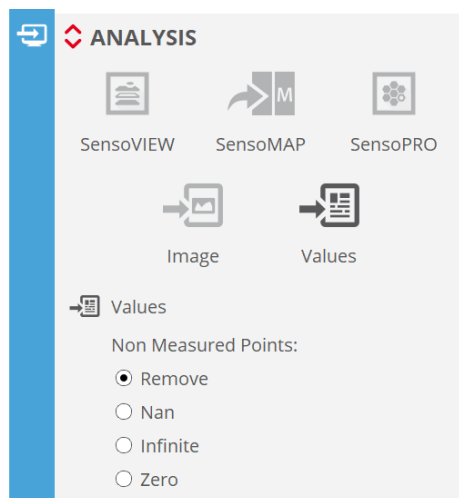 ANALYSIS
M
SensoVIEW SensoMAP SensoPRO
Image Values
Values
Non Measured Points:
Remove
Nan
Infinite
Zero